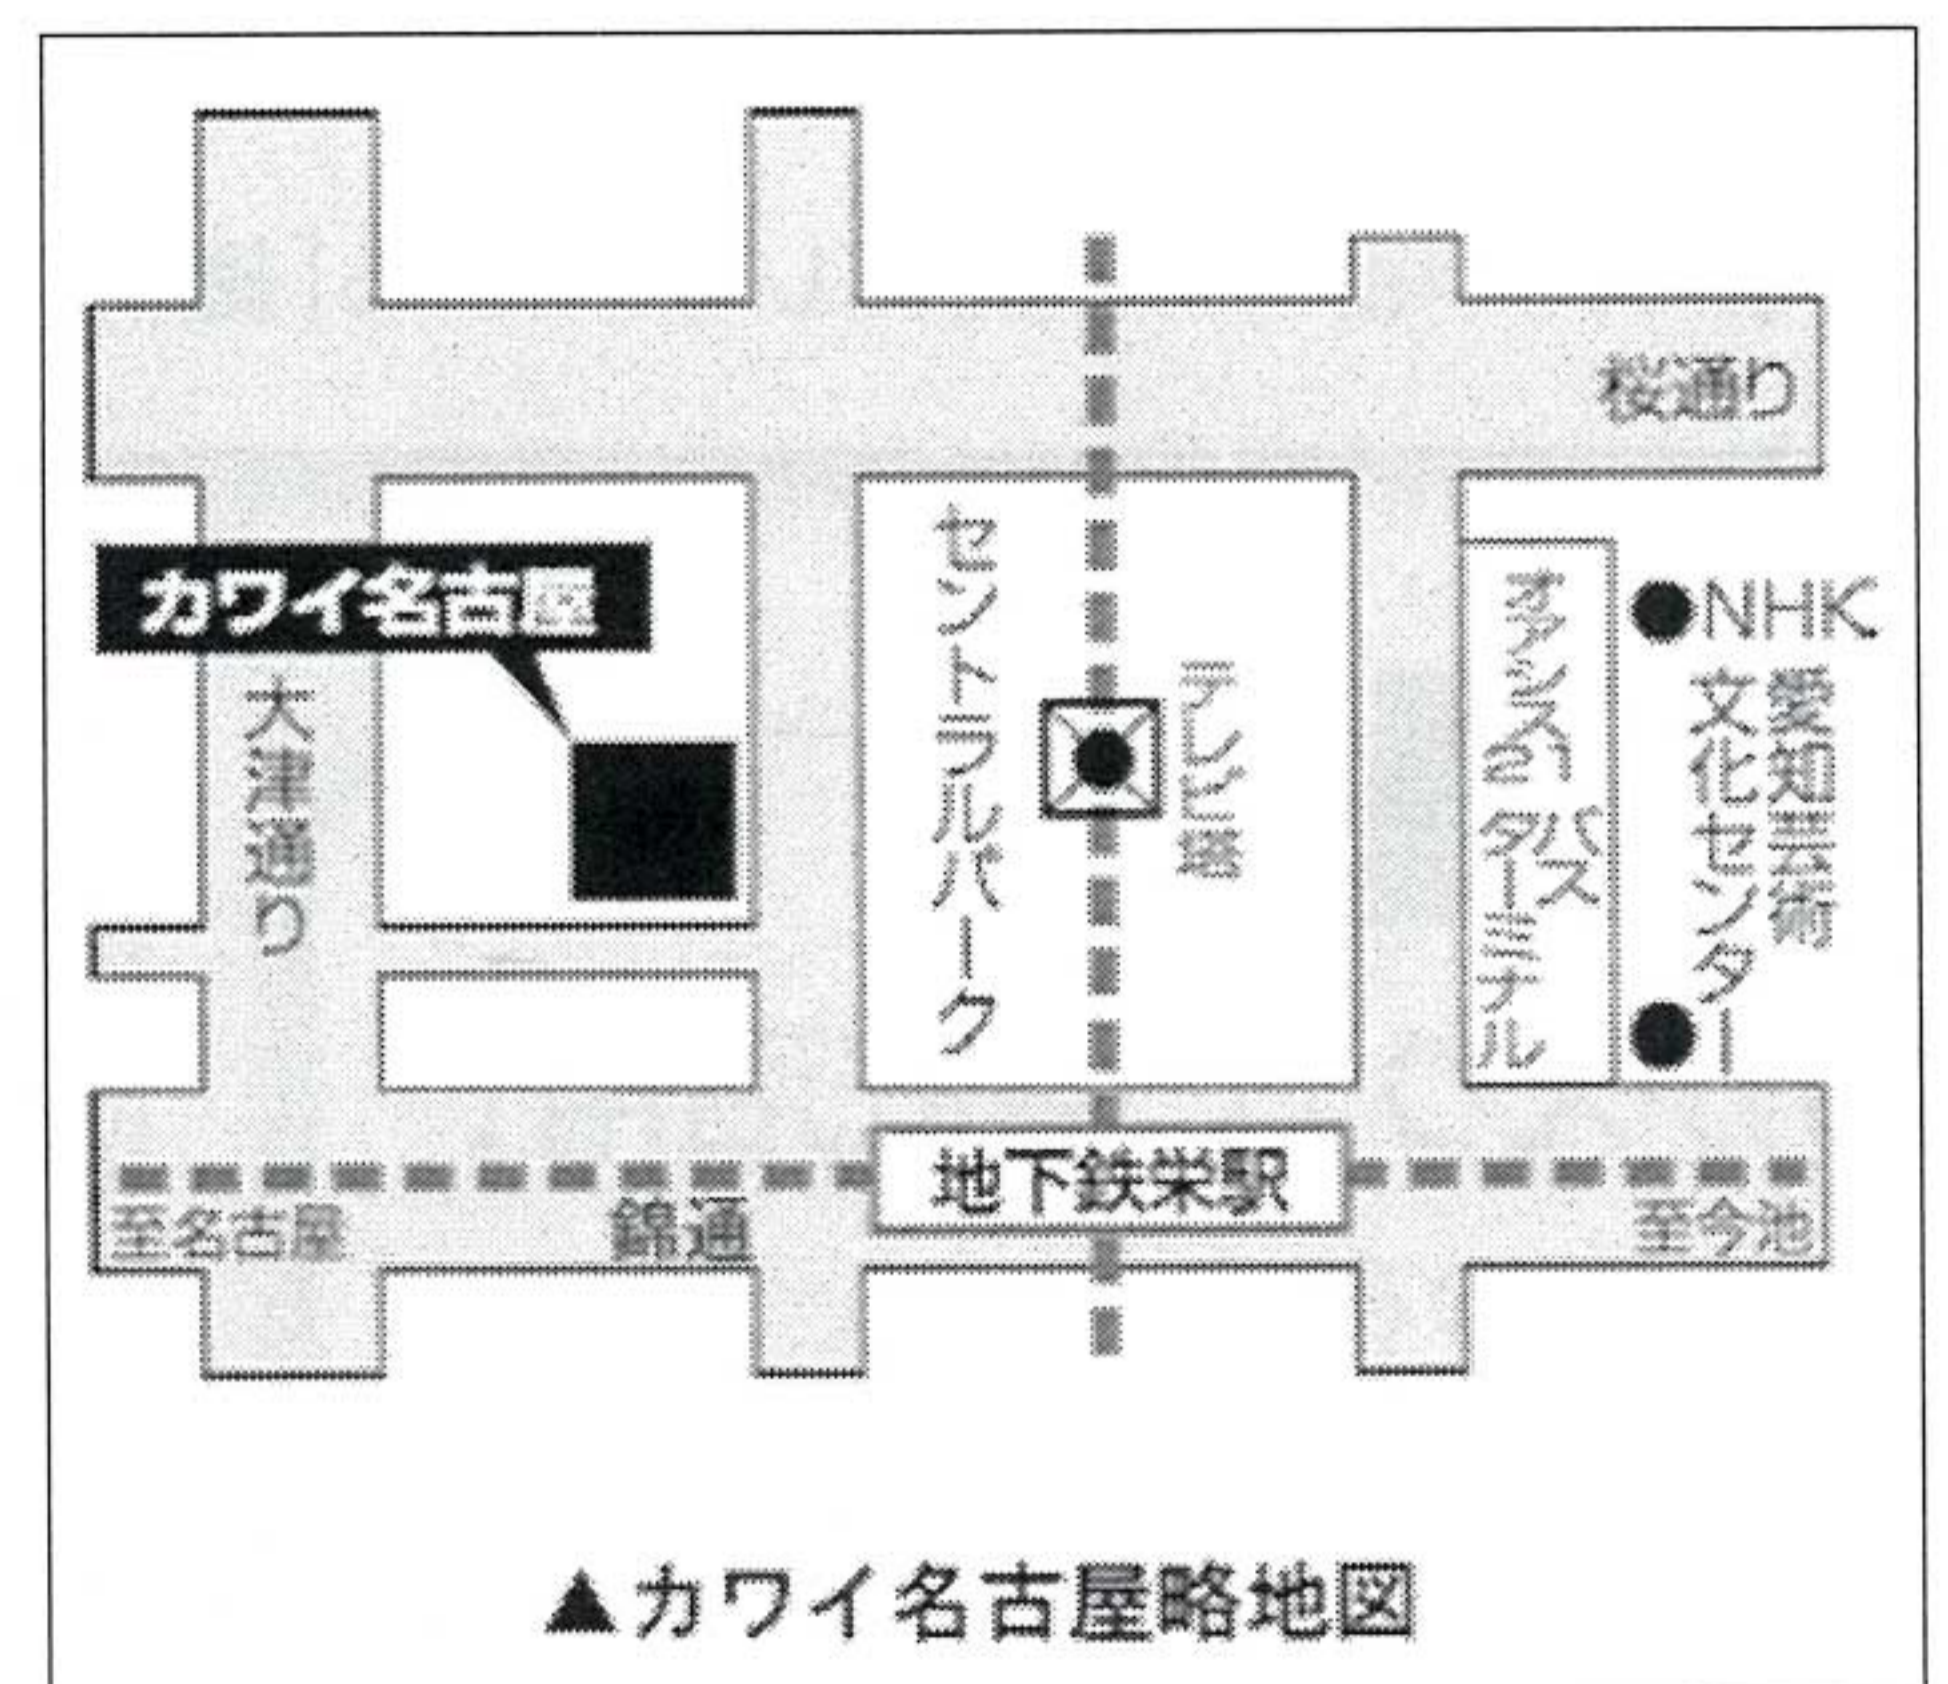 桜通り
カワイ名古屋
大津通り
セントラルパーク
テレビ塔
オアシス21
バス
ターミナル
NHK
愛知芸術
文化センター
地下鉄栄駅
至名古屋
錦通
至今池
▲カワイ名古屋略地図